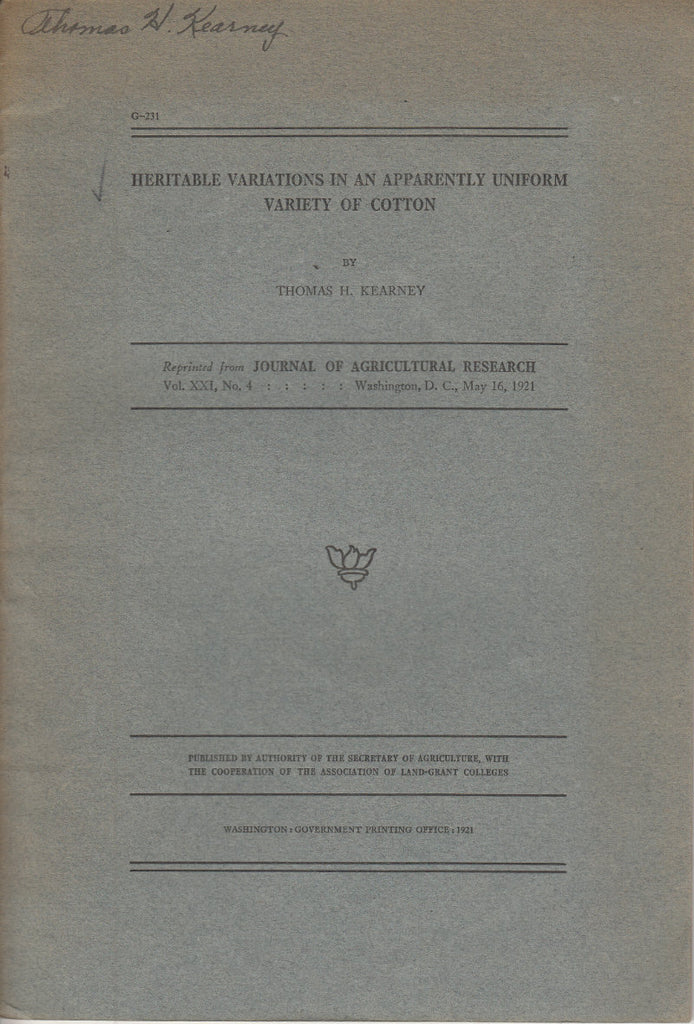 Thomas H. Kearney
G-231
HERITABLE VARIATIONS IN AN APPARENTLY UNIFORM
VARIETY OF COTTON
BY
THOMAS H. KEARNEY
Reprinted from JOURNAL OF AGRICULTURAL RESEARCH
Vol. XXI, No. 4 : : : : : Washington, D. C., May 16, 1921
PUBLISHED BY AUTHORITY OF THE SECRETARY OF AGRICULTURE, WITH
THE COOPERATION OF THE ASSOCIATION OF LAND-GRANT COLLEGES
WASHINGTON : GOVERNMENT PRINTING OFFICE : 1921